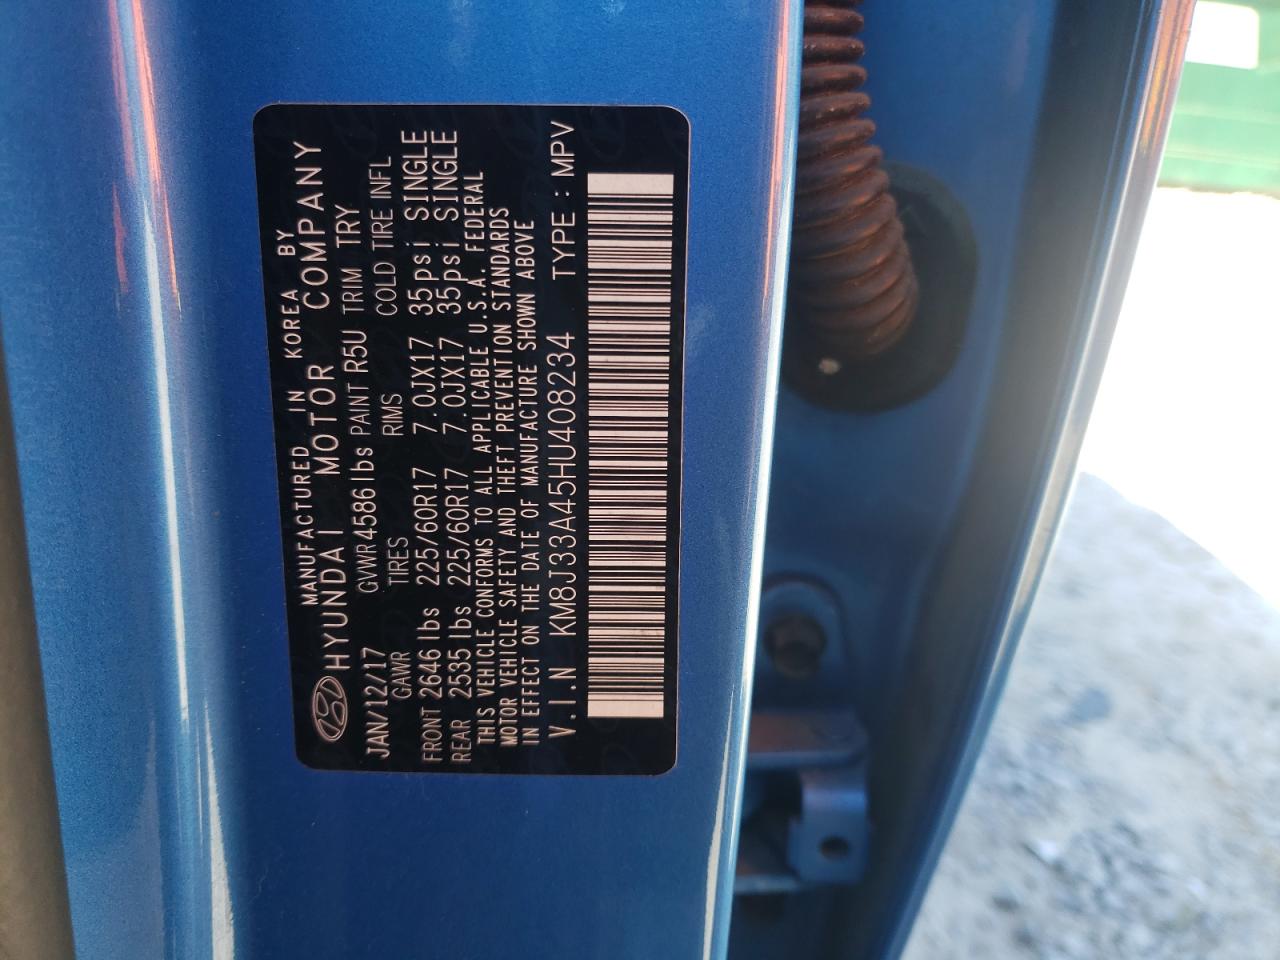 MANUFACTURED IN KOREA BY
HYUNDAI MOTOR COMPANY
JAN/12/17 GVWR 4586 lbs PAINT R5U TRIM TRY
GAWR TIRES RIMS COLD TIRE INFL
FRONT 2646 lbs 225/60R17 7.0JX17 35psi SINGLE
REAR 2535 lbs 225/60R17 7.0JX17 35psi SINGLE
THIS VEHICLE CONFORMS TO ALL APPLICABLE U.S.A. FEDERAL
MOTOR VEHICLE SAFETY AND THEFT PREVENTION STANDARDS
IN EFFECT ON THE DATE OF MANUFACTURE SHOWN ABOVE
V.I.N KM8J33A45HU408234 TYPE : MPV